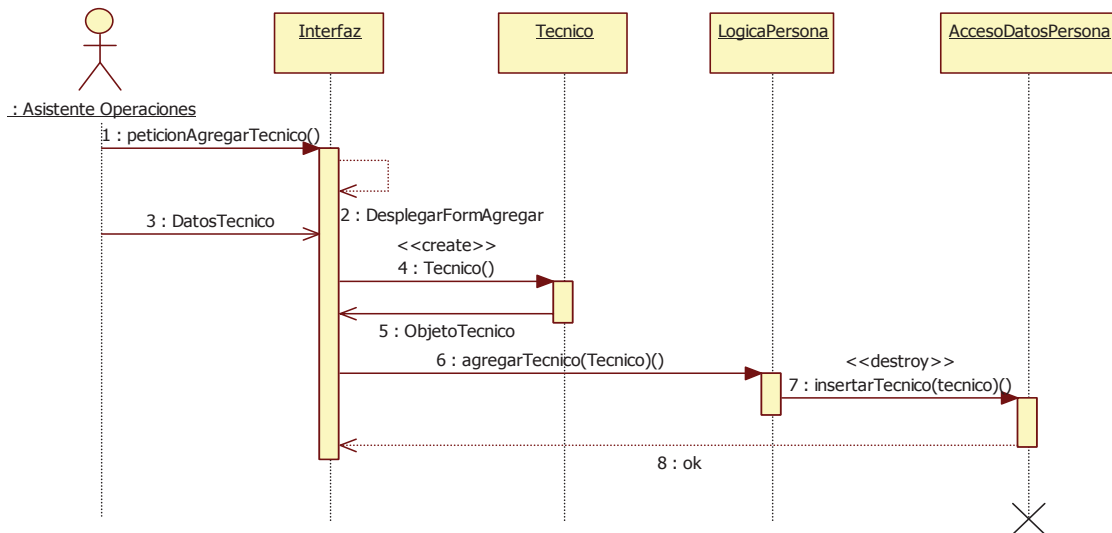 Interfaz
Tecnico
LogicaPersona
AccesoDatosPersona
: Asistente Operaciones
1 : peticionAgregarTecnico()
2 : DesplegarFormAgregar
3 : DatosTecnico
<<create>>
4 : Tecnico()
5 : ObjetoTecnico
6 : agregarTecnico(Tecnico)()
<<destroy>>
7 : insertarTecnico(tecnico)()
8 : ok